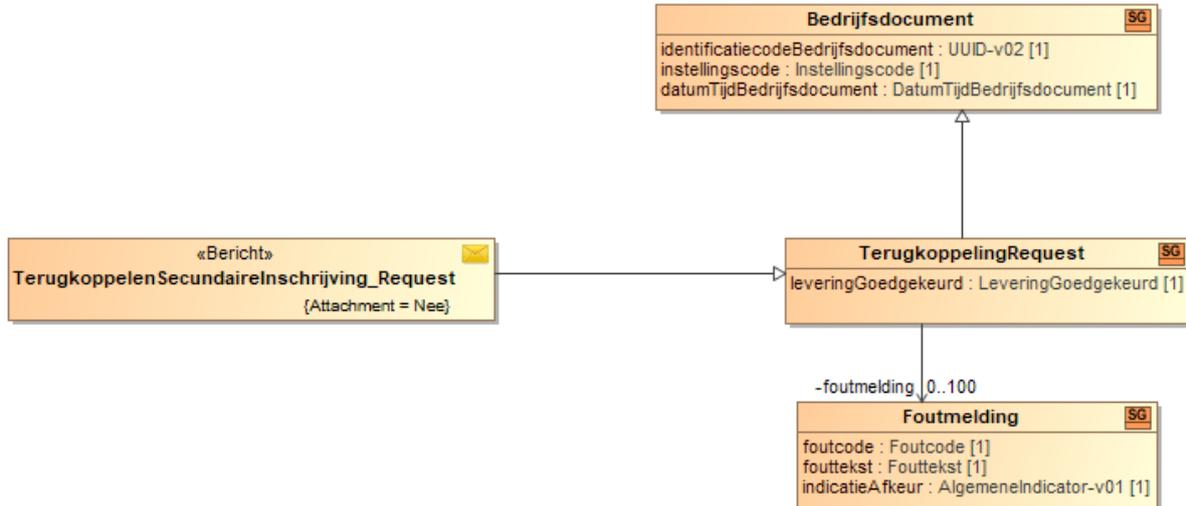 Bedrijfsdocument SG
identificatiecodeBedrijfsdocument : UUID-v02 [1]
instellingscode : Instellingscode [1]
datumTijdBedrijfsdocument : DatumTijdBedrijfsdocument [1]
«Bericht»
TerugkoppelenSecundaireInschrijving_Request
{Attachment = Nee}
TerugkoppelingRequest SG
leveringGoedgekeurd : LeveringGoedgekeurd [1]
-foutmelding 0..100
Foutmelding SG
foutcode : Foutcode [1]
fouttekst : Fouttekst [1]
indicatieAfkeur : AlgemeneIndicator-v01 [1]